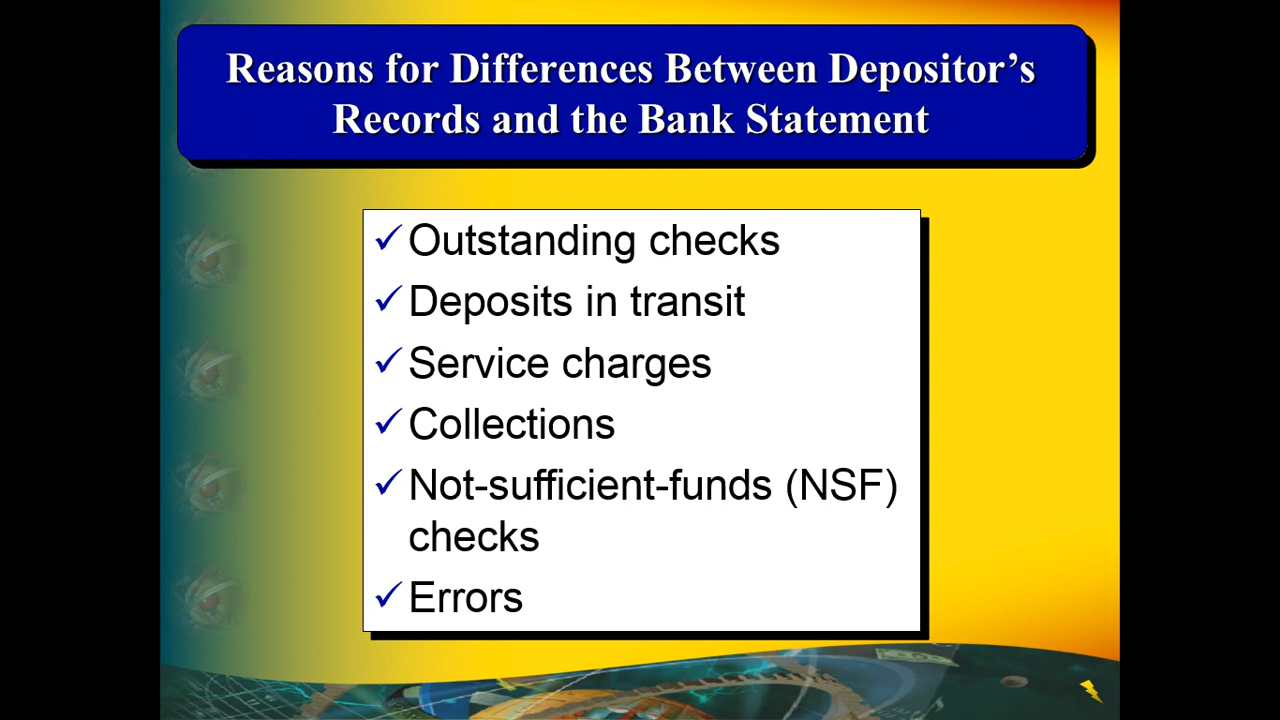 Reasons for Differences Between Depositor’s
Records and the Bank Statement
✓Outstanding checks
✓Deposits in transit
✓Service charges
✓Collections
✓Not-sufficient-funds (NSF)
checks
✓Errors